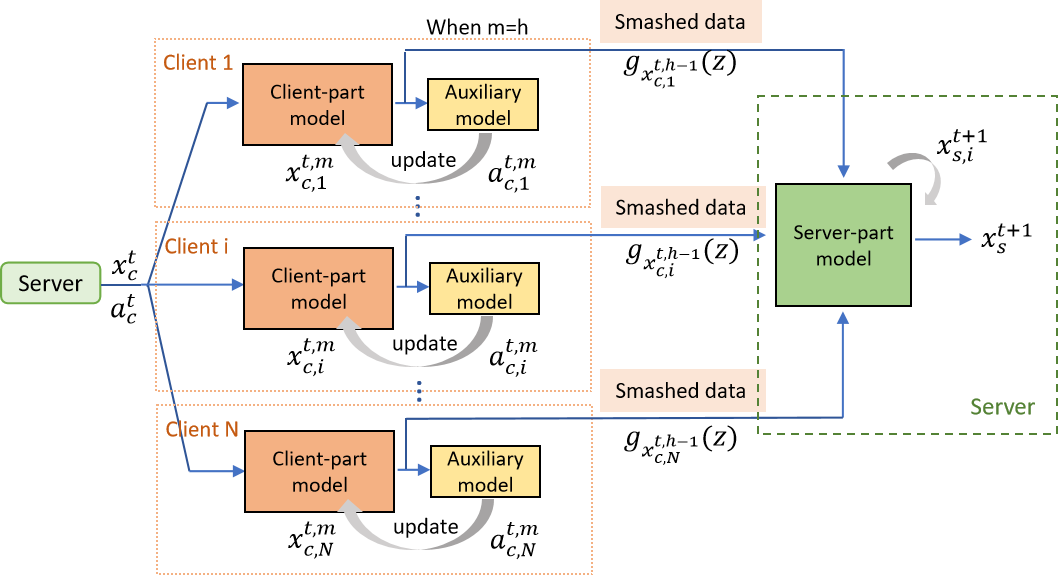 When m=h
Smashed data
Client 1
g_{x_{c,1}^{t,h-1}}(z)
Client-part
model
Auxiliary
model
update
x_{c,1}^{t,m}
a_{c,1}^{t,m}
x_{s,i}^{t+1}
Smashed data
Client i
g_{x_{c,i}^{t,h-1}}(z)
Server-part
model
x_s^{t+1}
Client-part
model
Auxiliary
model
Server
x_c^t
a_c^t
update
x_{c,i}^{t,m}
a_{c,i}^{t,m}
Smashed data
Server
Client N
g_{x_{c,N}^{t,h-1}}(z)
Client-part
model
Auxiliary
model
update
x_{c,N}^{t,m}
a_{c,N}^{t,m}